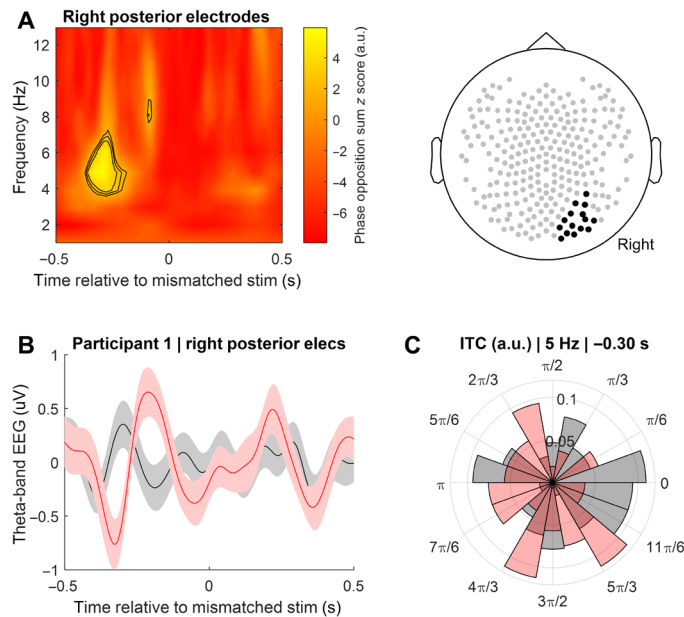 A
Right posterior electrodes
12
10
8
6
4
2
Frequency (Hz)
−0.5
0
0.5
Time relative to mismatched stim (s)
4
2
0
−2
−4
−6
Phase opposition sum z score (a.u.)
Right
B
Participant 1 | right posterior elecs
1
0.5
0
−0.5
−1
Theta-band EEG (uV)
−0.5
0
0.5
Time relative to mismatched stim (s)
C
ITC (a.u.) | 5 Hz | −0.30 s
π/2
2π/3
π/3
0.1
5π/6
π/6
0.05
π
0
7π/6
11π/6
4π/3
5π/3
3π/2